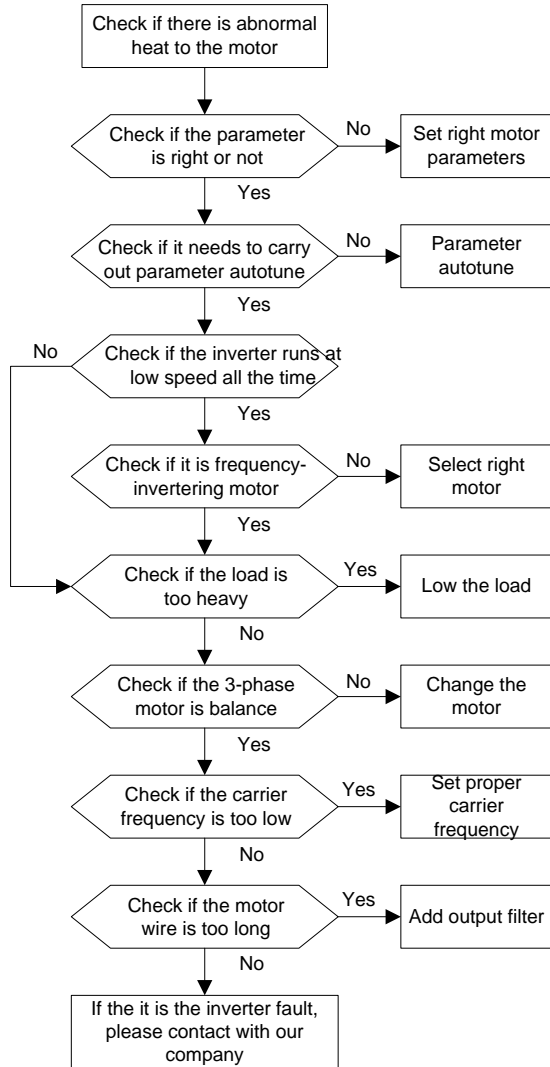 Check if there is abnormal
heat to the motor
Check if the parameter
is right or not
No
Set right motor
parameters
Yes
Check if it needs to carry
out parameter autotune
No
Parameter
autotune
Yes
No
Check if the inverter runs at
low speed all the time
Yes
Check if it is frequency-
invertering motor
No
Select right
motor
Yes
Check if the load is
too heavy
Yes
Low the load
No
Check if the 3-phase
motor is balance
No
Change the
motor
Yes
Check if the carrier
frequency is too low
Yes
Set proper
carrier
frequency
No
Check if the motor
wire is too long
Yes
Add output filter
No
If the it is the inverter fault,
please contact with our
company